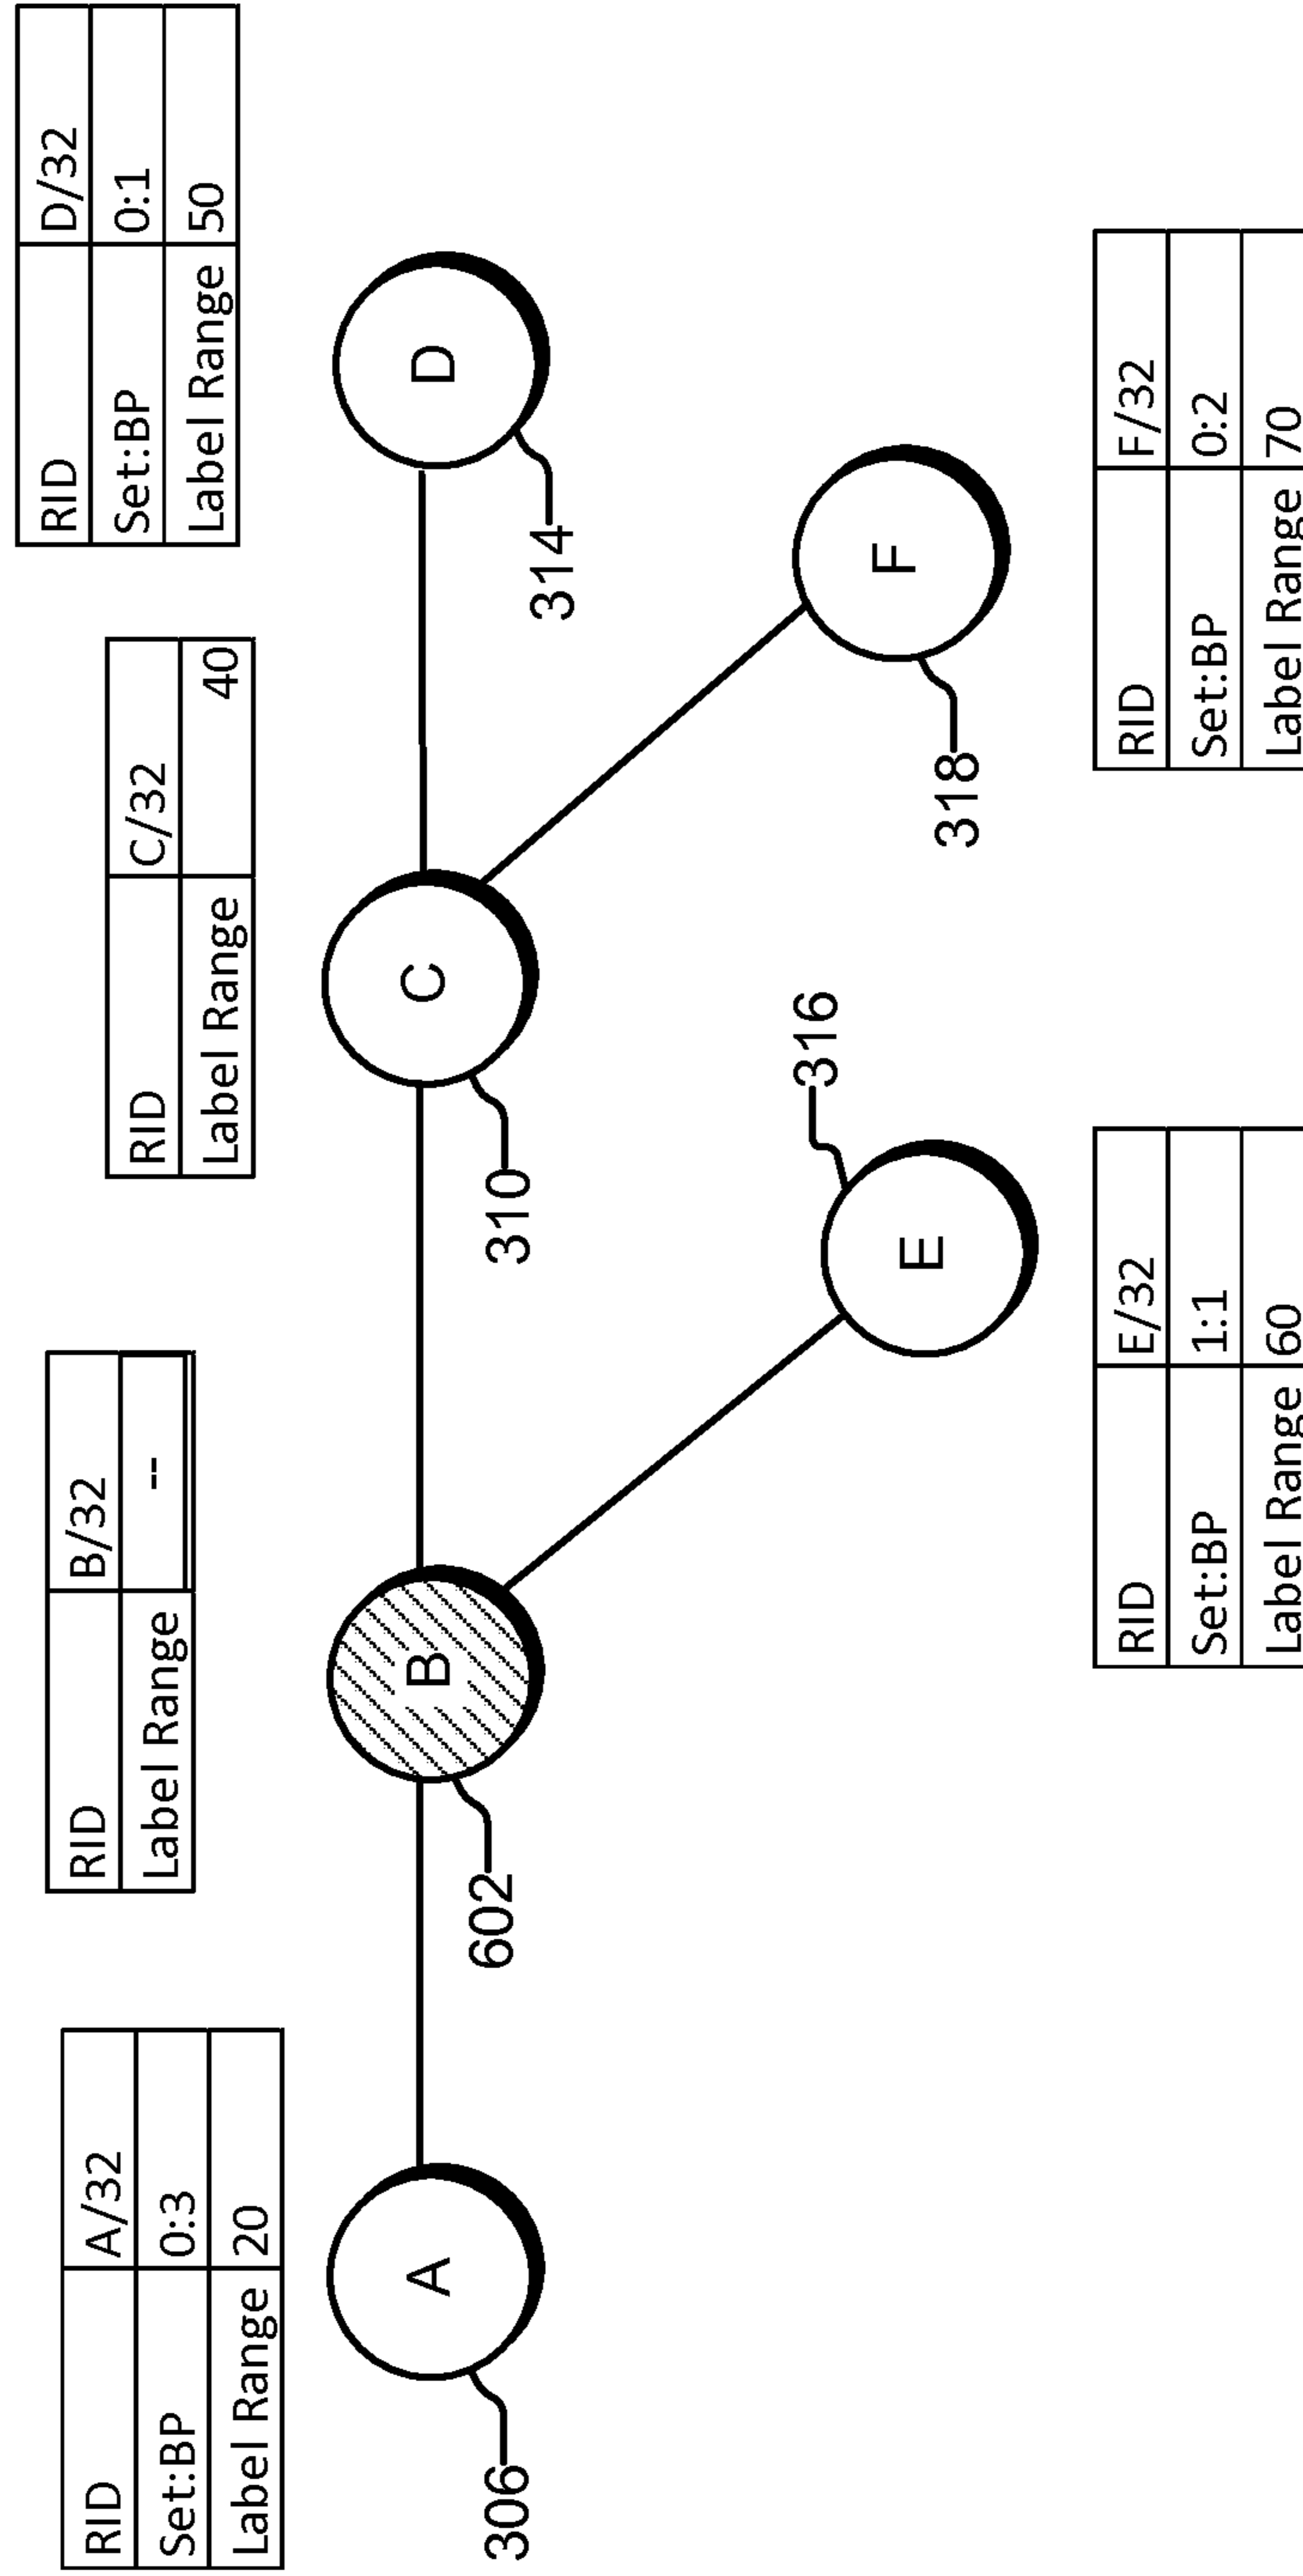 RID A/32
Set:BP 0:3
Label Range 20
RID B/32
Label Range --
RID C/32
Label Range 40
RID D/32
Set:BP 0:1
Label Range 50
A
B
C
D
306
602
310
314
E
F
316
318
RID E/32
Set:BP 1:1
Label Range 60
RID F/32
Set:BP 0:2
Label Range 70